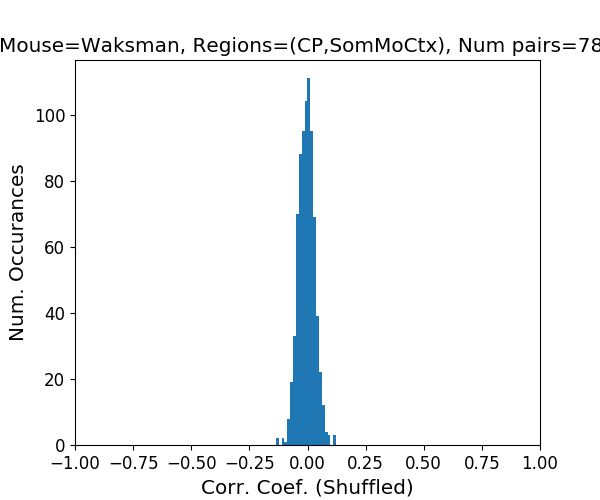 Mouse=Waksman, Regions=(CP,SomMoCtx), Num pairs=78
Num. Occurances
100
80
60
40
20
0
−1.00 −0.75 −0.50 −0.25 0.00 0.25 0.50 0.75 1.00
Corr. Coef. (Shuffled)